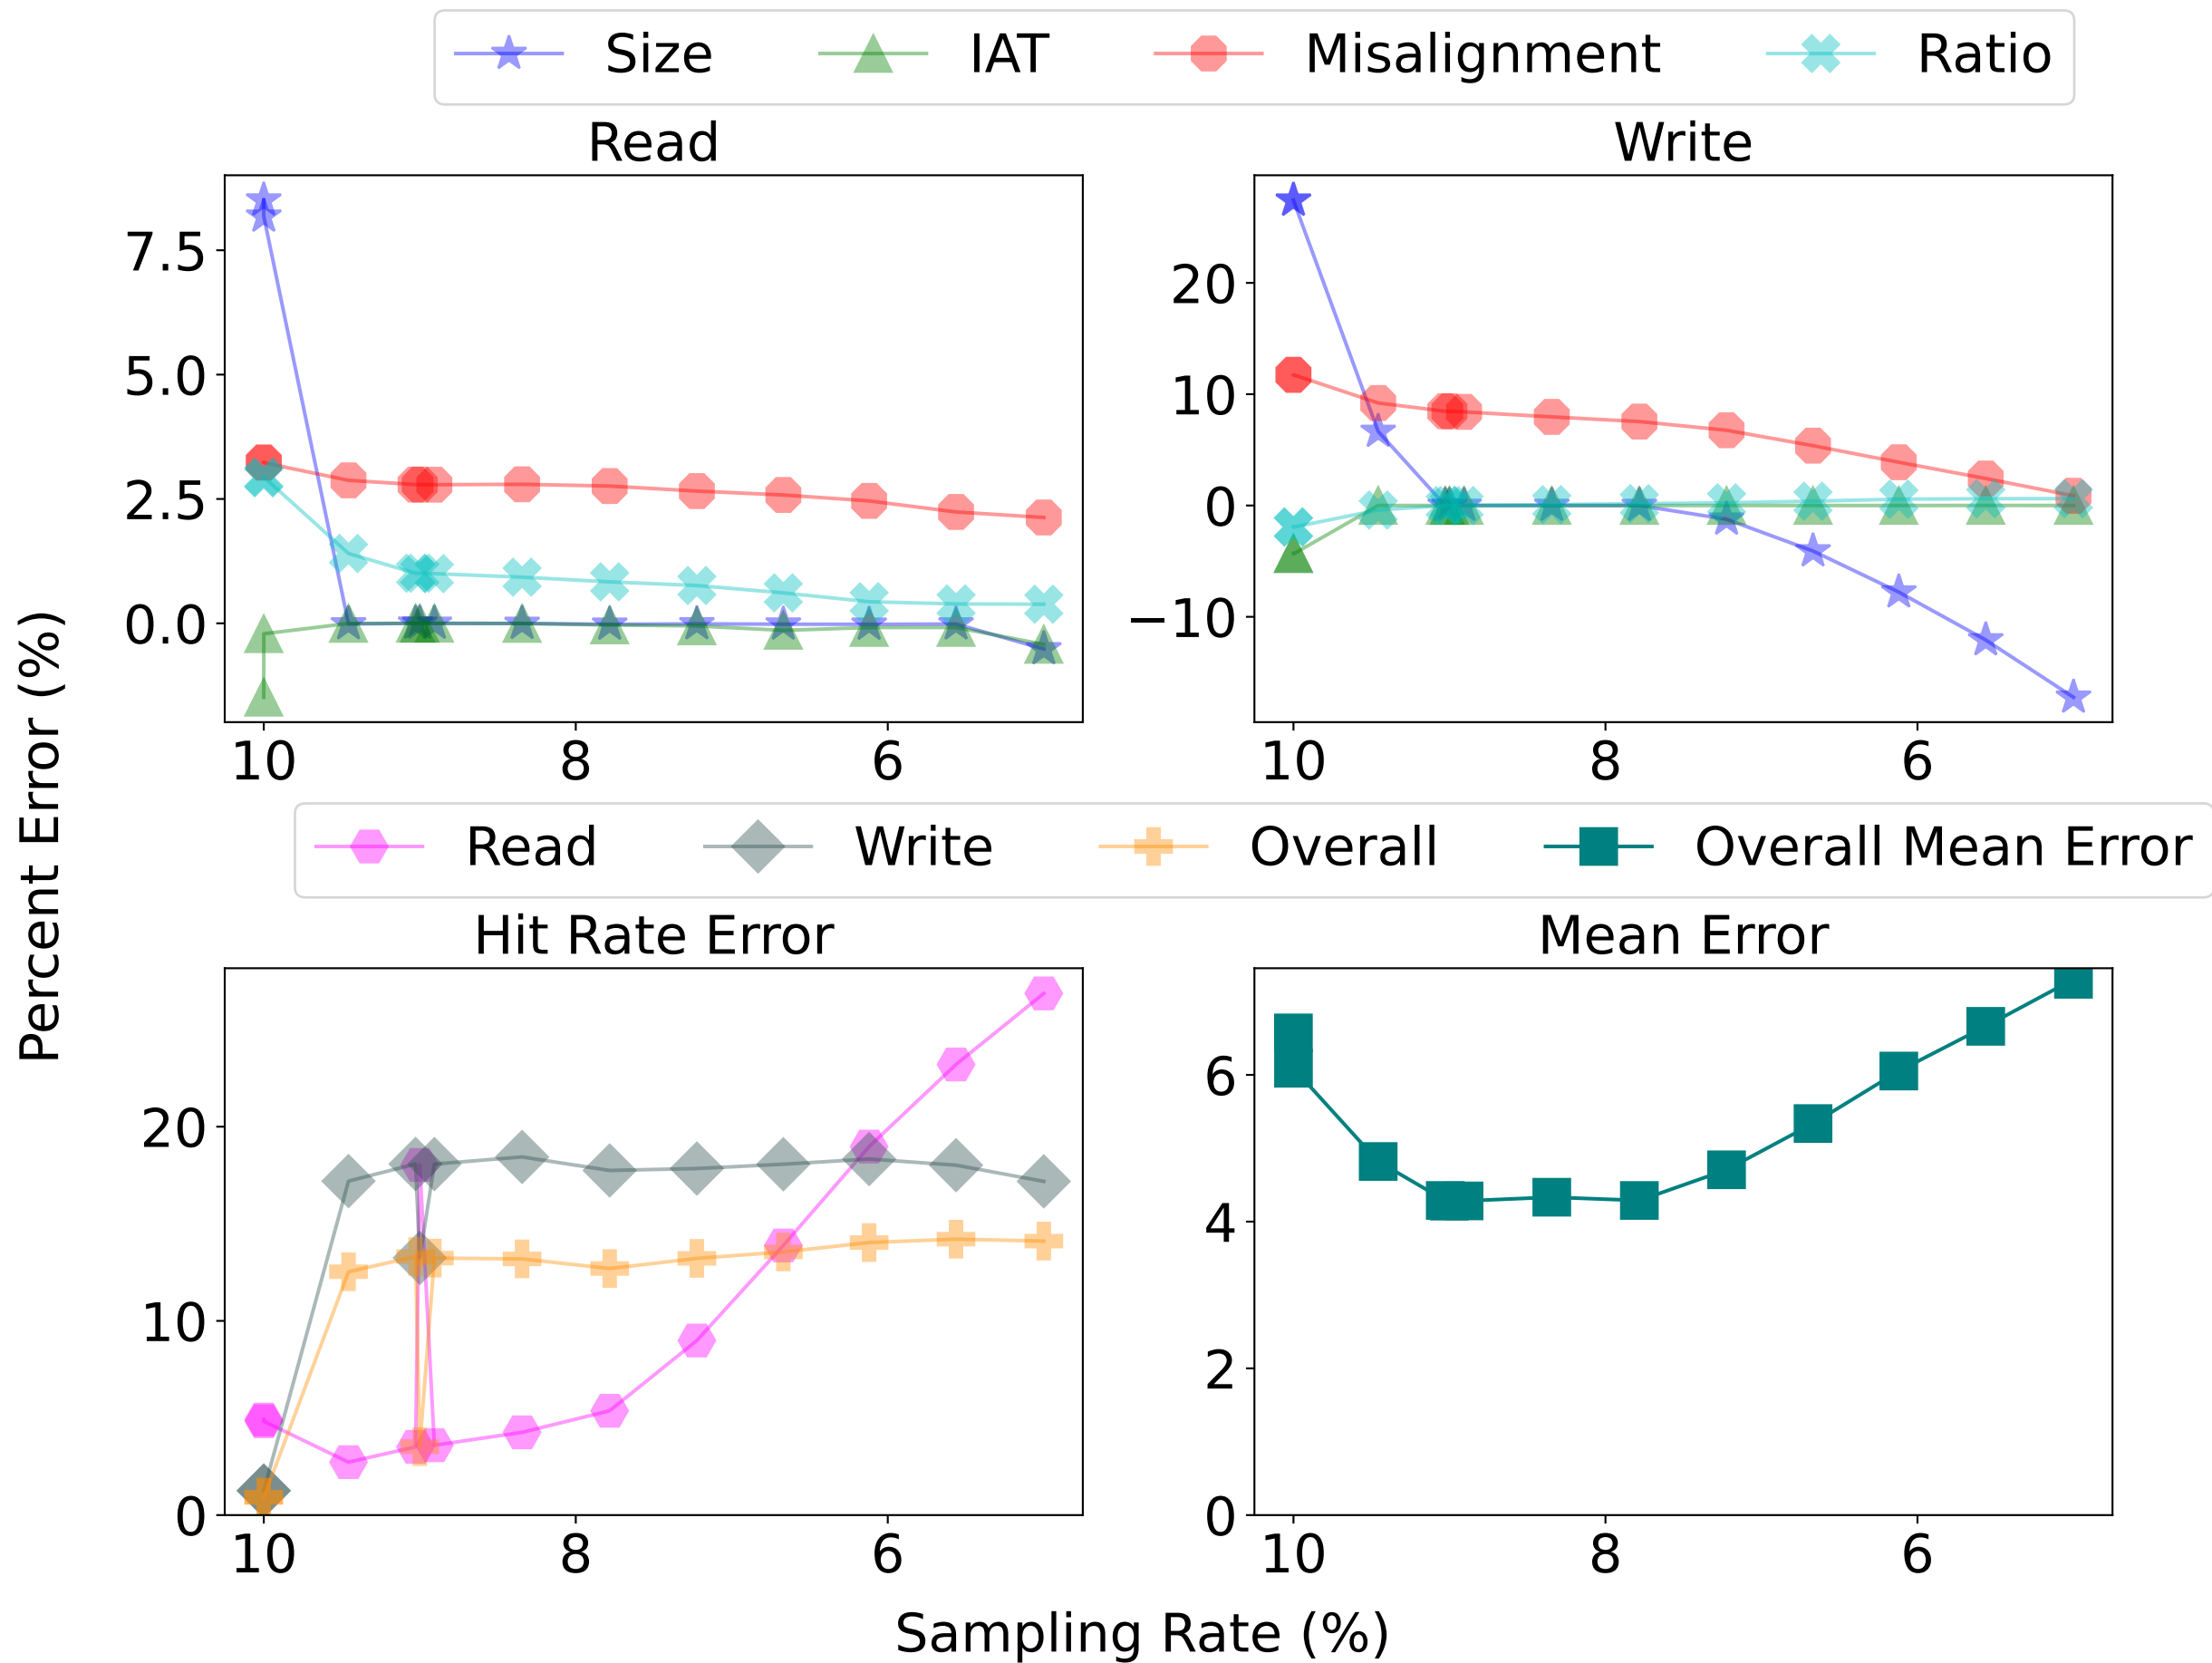 Size IAT Misalignment Ratio
Read
Write
7.5
5.0
2.5
0.0
10 8 6
20
10
0
−10
10 8 6
Percent Error (%)
Read Write Overall Overall Mean Error
Hit Rate Error
Mean Error
20
10
0
10 8 6
6
4
2
0
10 8 6
Sampling Rate (%)